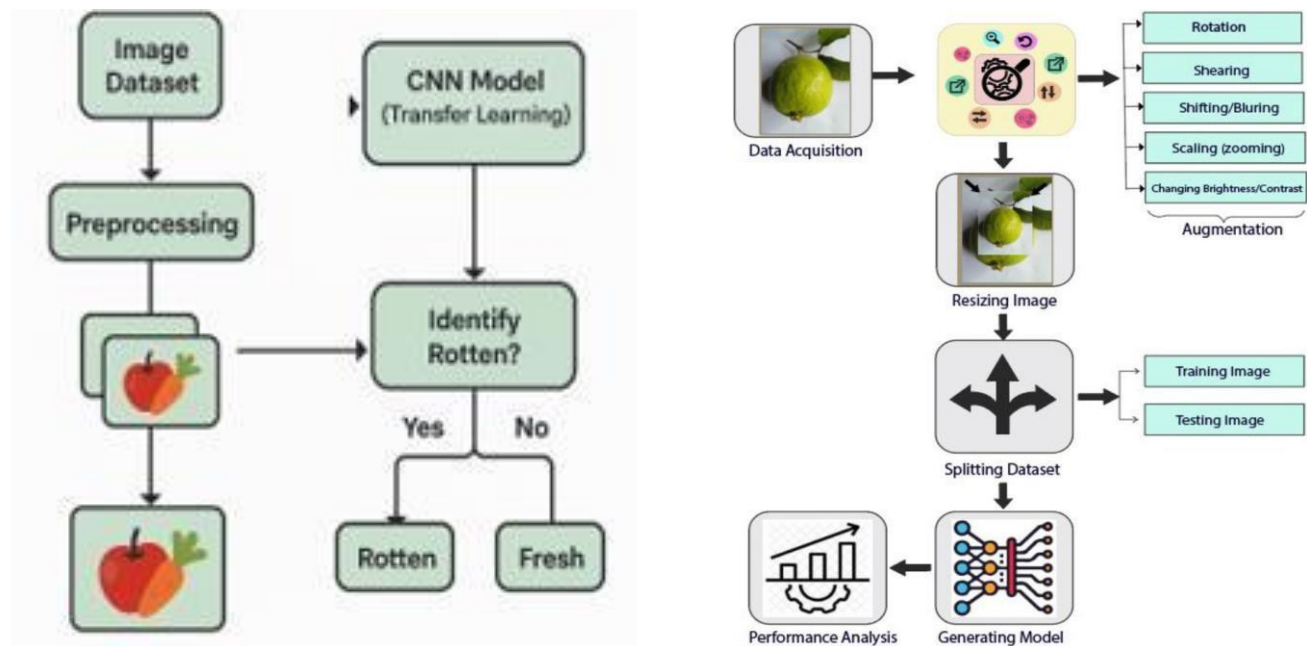 Image
Dataset
Preprocessing
CNN Model
(Transfer Learning)
Identify
Rotten?
Yes
No
Rotten
Fresh
Data Acquisition
Rotation
Shearing
Shifting/Bluring
Scaling (zooming)
Changing Brightness/Contrast
Augmentation
Resizing Image
Training Image
Testing Image
Splitting Dataset
Performance Analysis
Generating Model